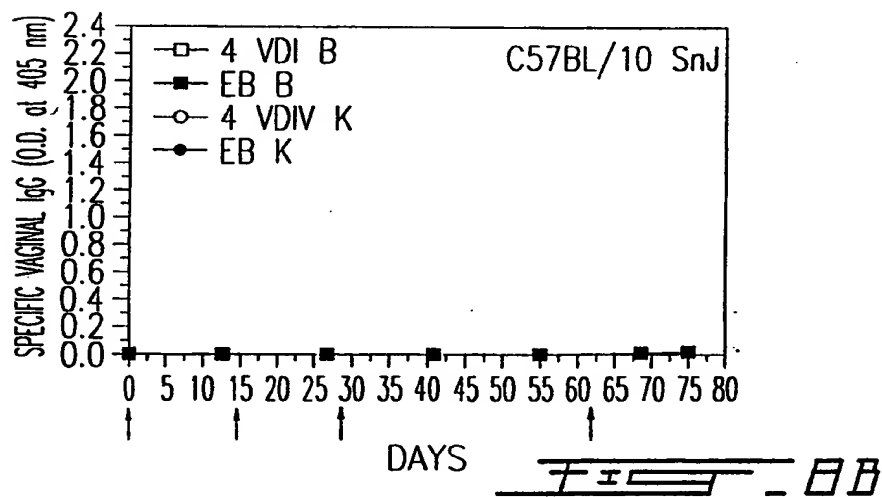 SPECIFIC VAGINAL IgG (O.D. at 405 nm)
2.4
2.2
2.0
1.8
1.6
1.4
1.2
1.0
0.8
0.6
0.4
0.2
0.0
4 VDI B
EB B
4 VDIV K
EB K
C57BL/10 SnJ
0 5 10 15 20 25 30 35 40 45 50 55 60 65 70 75 80
DAYS
FIG. 8B